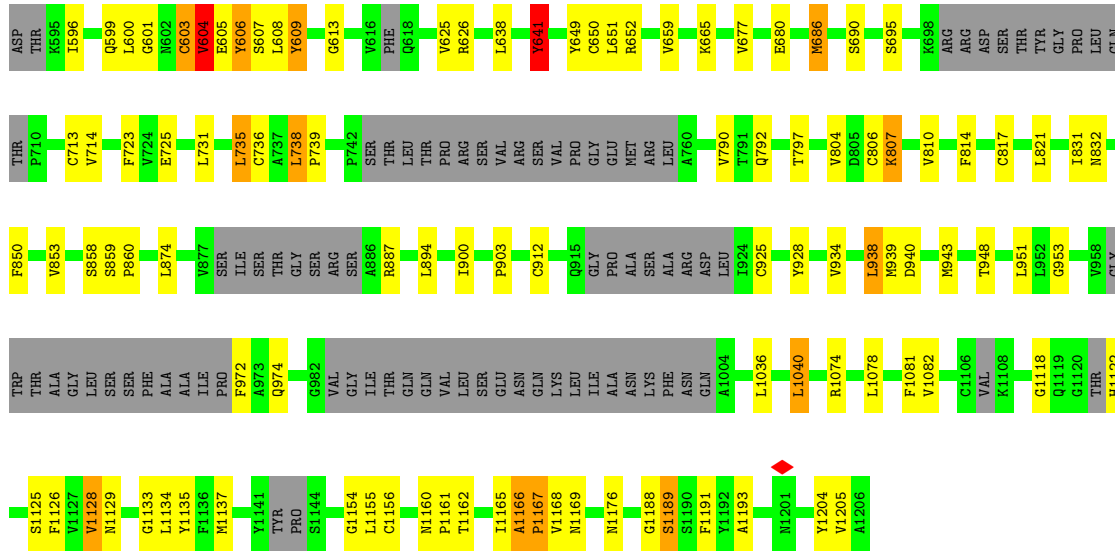 ASP THR K595 I596 Q599 L600 G601 N602 C603 V604 E605 Y606 S607 L608 Y609 G613 V616 PHE Q618 V625 R626 L638 Y641 Y649 C650 L651 R652 V659 K665 V677 E680 M686 S690 S695 K698 ARG ARG ASP SER THR TYR GLY PRO LEU GLN
THR P710 C713 V714 F723 V724 E725 L731 L735 C736 A737 L738 P739 P742 SER THR LEU THR PRO ARG SER VAL ARG SER VAL PRO GLY GLU MET ARG LEU A760 V790 T791 Q792 T797 V804 D805 C806 K807 V810 F814 C817 L821 I831 N832
F850 V853 S858 S859 P860 L874 V877 SER ILE SER THR GLY SER ARG SER A886 R887 L894 I900 P903 C912 Q915 GLY PRO ALA SER ALA ARG ASP LEU I924 C925 Y928 V934 L938 M939 D940 M943 T948 L951 L952 G953 V958 GLY
TRP THR ALA GLY LEU SER SER PHE ALA ALA ILE PRO F972 A973 Q974 G982 VAL GLY ILE THR GLN GLN VAL LEU SER GLU ASN GLN LYS LEU ILE ALA ASN LYS PHE ASN GLN A1004 L1036 L1040 R1074 L1078 F1081 V1082 C1106 VAL K1108 G1118 Q1119 G1120 THR H1122
S1125 F1126 V1127 V1128 N1129 G1133 L1134 Y1135 F1136 M1137 Y1141 TYR PRO S1144 G1154 L1155 C1156 N1160 P1161 T1162 I1165 A1166 P1167 V1168 N1169 N1176 G1188 S1189 S1190 F1191 Y1192 A1193 N1201 Y1204 V1205 A1206